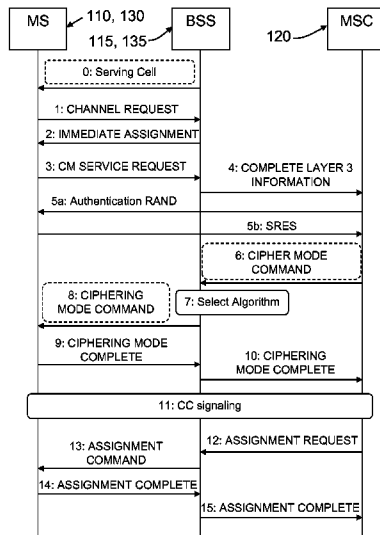 MS
110, 130
115, 135
BSS
120
MSC
0: Serving Cell
1: CHANNEL REQUEST
2: IMMEDIATE ASSIGNMENT
3: CM SERVICE REQUEST
4: COMPLETE LAYER 3
INFORMATION
5a: Authentication RAND
5b: SRES
6: CIPHER MODE
COMMAND
7: Select Algorithm
8: CIPHERING
MODE COMMAND
9: CIPHERING MODE
COMPLETE
10: CIPHERING
MODE COMPLETE
11: CC signaling
12: ASSIGNMENT REQUEST
13: ASSIGNMENT
COMMAND
14: ASSIGNMENT COMPLETE
15: ASSIGNMENT COMPLETE